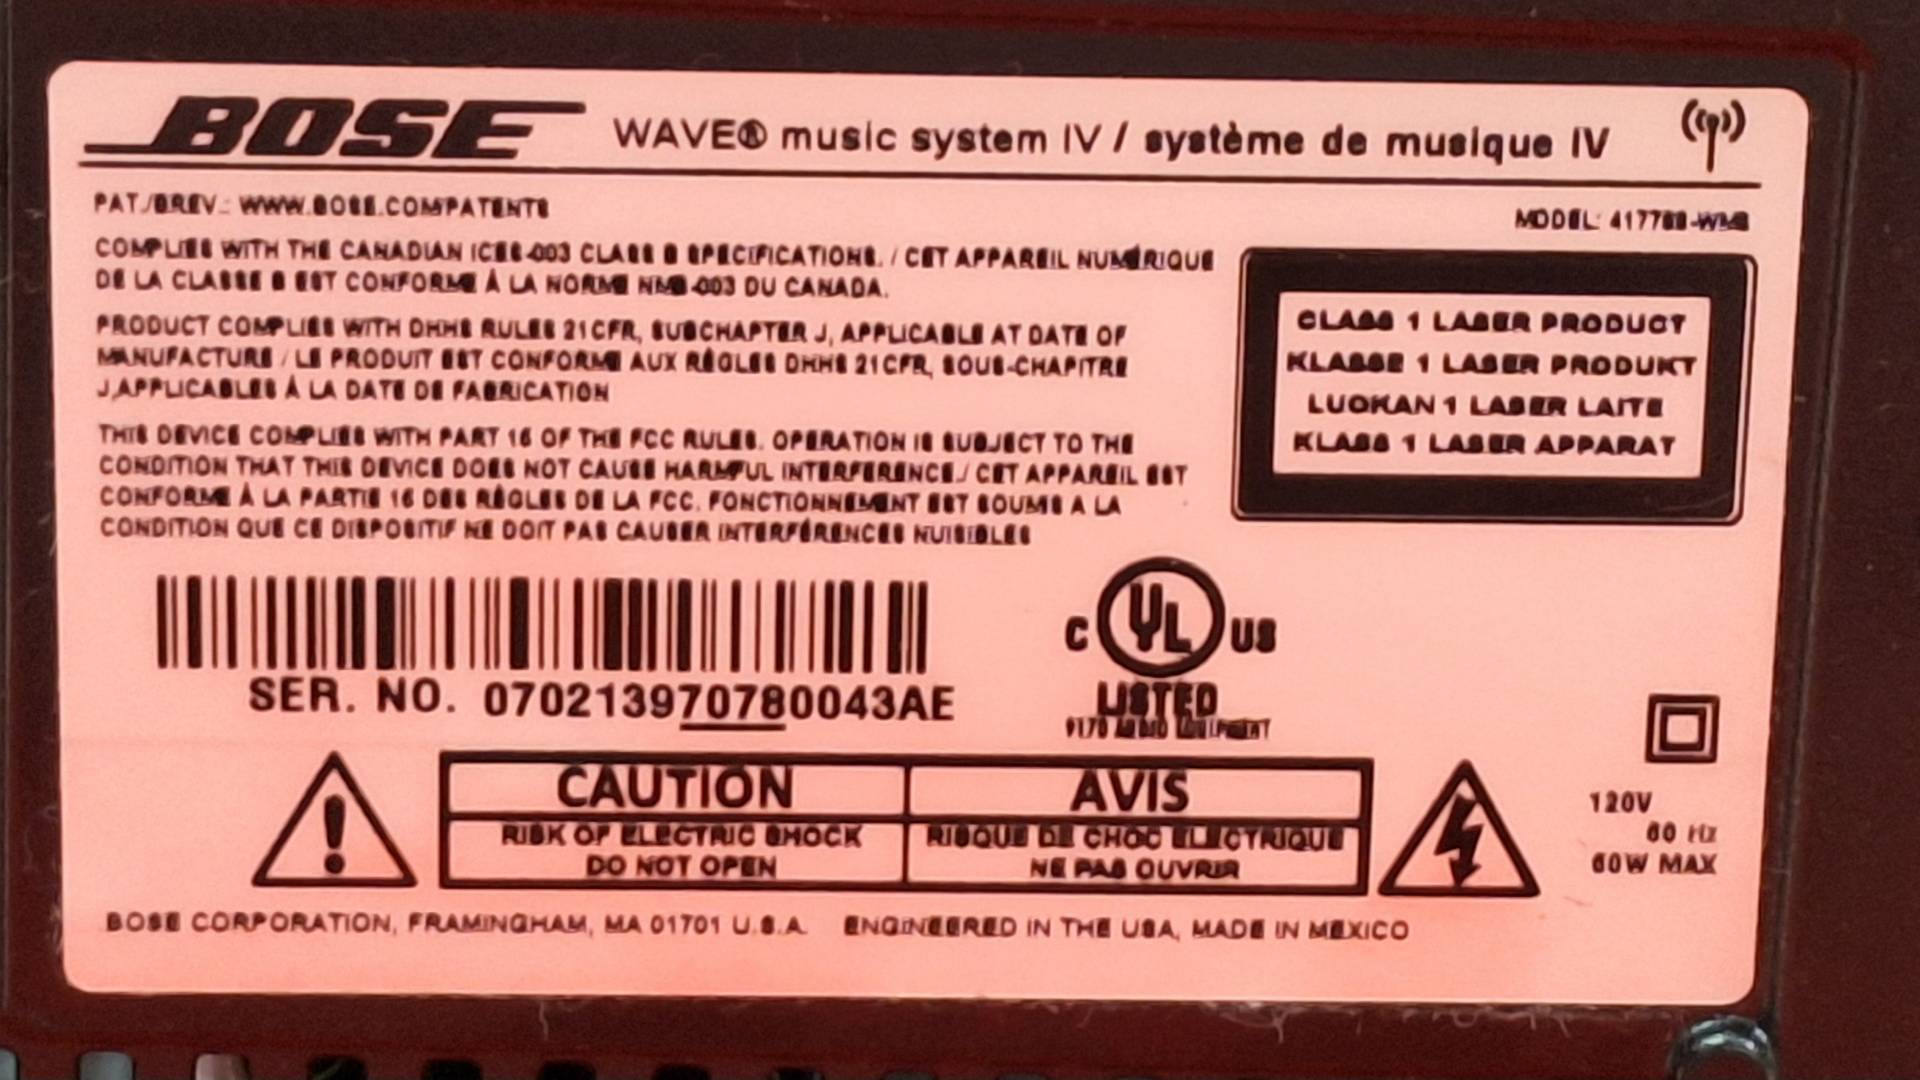 BOSE WAVE® music system IV / système de musique IV
PAT./BREV.: WWW.BOSE.COM/PATENTS
MODEL: 417788-WMS
COMPLIES WITH THE CANADIAN ICES-003 CLASS B SPECIFICATIONS. / CET APPAREIL NUMÉRIQUE
DE LA CLASSE B EST CONFORME À LA NORME NMB-003 DU CANADA.
PRODUCT COMPLIES WITH DHHS RULES 21CFR, SUBCHAPTER J, APPLICABLE AT DATE OF
MANUFACTURE / LE PRODUIT EST CONFORME AUX RÈGLES DHHS 21CFR, SOUS-CHAPITRE
J,APPLICABLES À LA DATE DE FABRICATION
CLASS 1 LASER PRODUCT
KLASSE 1 LASER PRODUKT
LUOKAN 1 LASER LAITE
KLASS 1 LASER APPARAT
THIS DEVICE COMPLIES WITH PART 15 OF THE FCC RULES. OPERATION IS SUBJECT TO THE
CONDITION THAT THIS DEVICE DOES NOT CAUSE HARMFUL INTERFERENCE./ CET APPAREIL EST
CONFORME À LA PARTIE 15 DES RÈGLES DE LA FCC. FONCTIONNEMENT EST SOUMIS A LA
CONDITION QUE CE DISPOSITIF NE DOIT PAS CAUSER INTERFÉRENCES NUISIBLES
SER. NO. 070213970780043AE
C UL US
LISTED
9170 AUDIO EQUIPMENT
CAUTION
RISK OF ELECTRIC SHOCK
DO NOT OPEN
AVIS
RISQUE DE CHOC ELECTRIQUE
NE PAS OUVRIR
120V
60 Hz
60W MAX
BOSE CORPORATION, FRAMINGHAM, MA 01701 U.S.A. ENGINEERED IN THE USA, MADE IN MEXICO